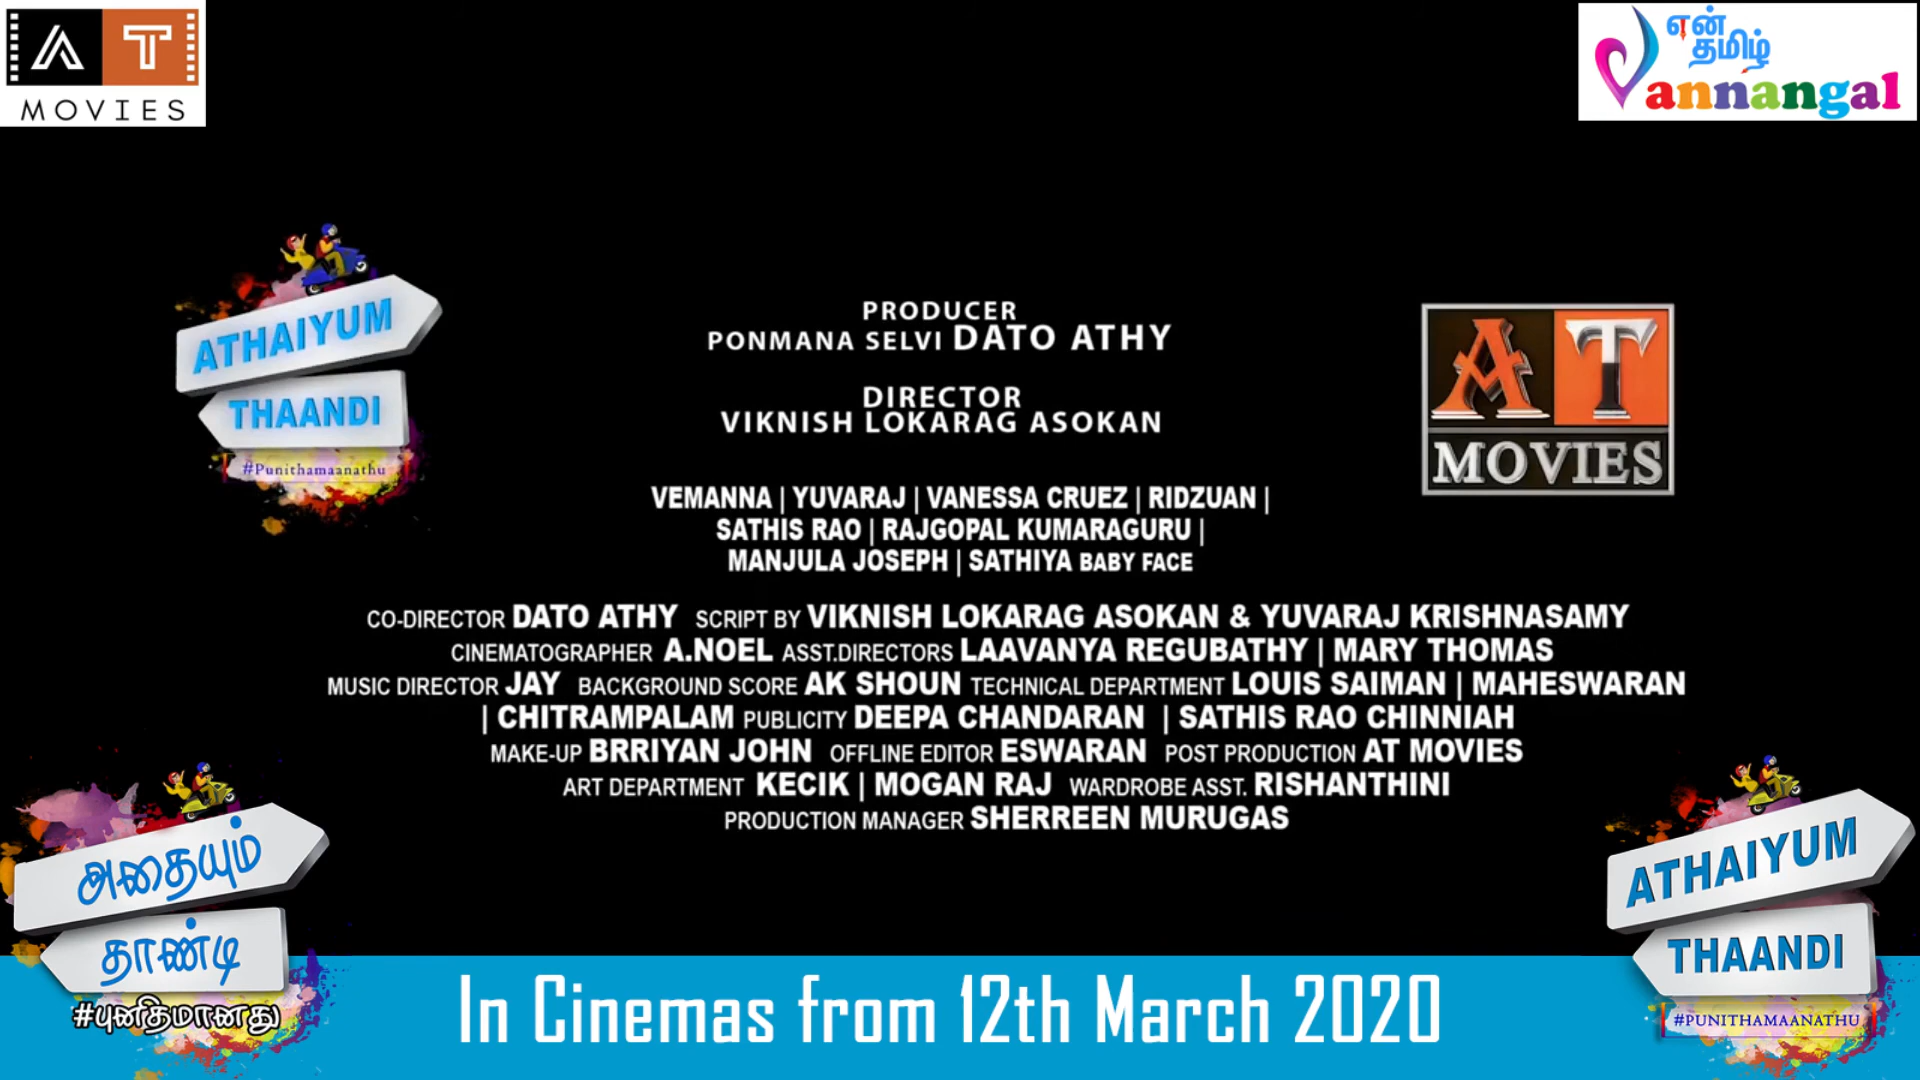 AT
MOVIES
என்
தமிழ்
Vannangal
ATHAIYUM
THAANDI
#Punithamaanathu
PRODUCER
PONMANA SELVI DATO ATHY
DIRECTOR
VIKNISH LOKARAG ASOKAN
AT
MOVIES
VEMANNA | YUVARAJ | VANESSA CRUEZ | RIDZUAN |
SATHIS RAO | RAJGOPAL KUMARAGURU |
MANJULA JOSEPH | SATHIYA BABY FACE
CO-DIRECTOR DATO ATHY SCRIPT BY VIKNISH LOKARAG ASOKAN & YUVARAJ KRISHNASAMY
CINEMATOGRAPHER A.NOEL ASST.DIRECTORS LAAVANYA REGUBATHY | MARY THOMAS
MUSIC DIRECTOR JAY BACKGROUND SCORE AK SHOUN TECHNICAL DEPARTMENT LOUIS SAIMAN | MAHESWARAN
| CHITRAMPALAM PUBLICITY DEEPA CHANDARAN | SATHIS RAO CHINNIAH
MAKE-UP BRRIYAN JOHN OFFLINE EDITOR ESWARAN POST PRODUCTION AT MOVIES
ART DEPARTMENT KECIK | MOGAN RAJ WARDROBE ASST. RISHANTHINI
PRODUCTION MANAGER SHERREEN MURUGAS
அதையும்
தாண்டி
#புனிதமானது
In Cinemas from 12th March 2020
ATHAIYUM
THAANDI
#PUNITHAMAANATHU